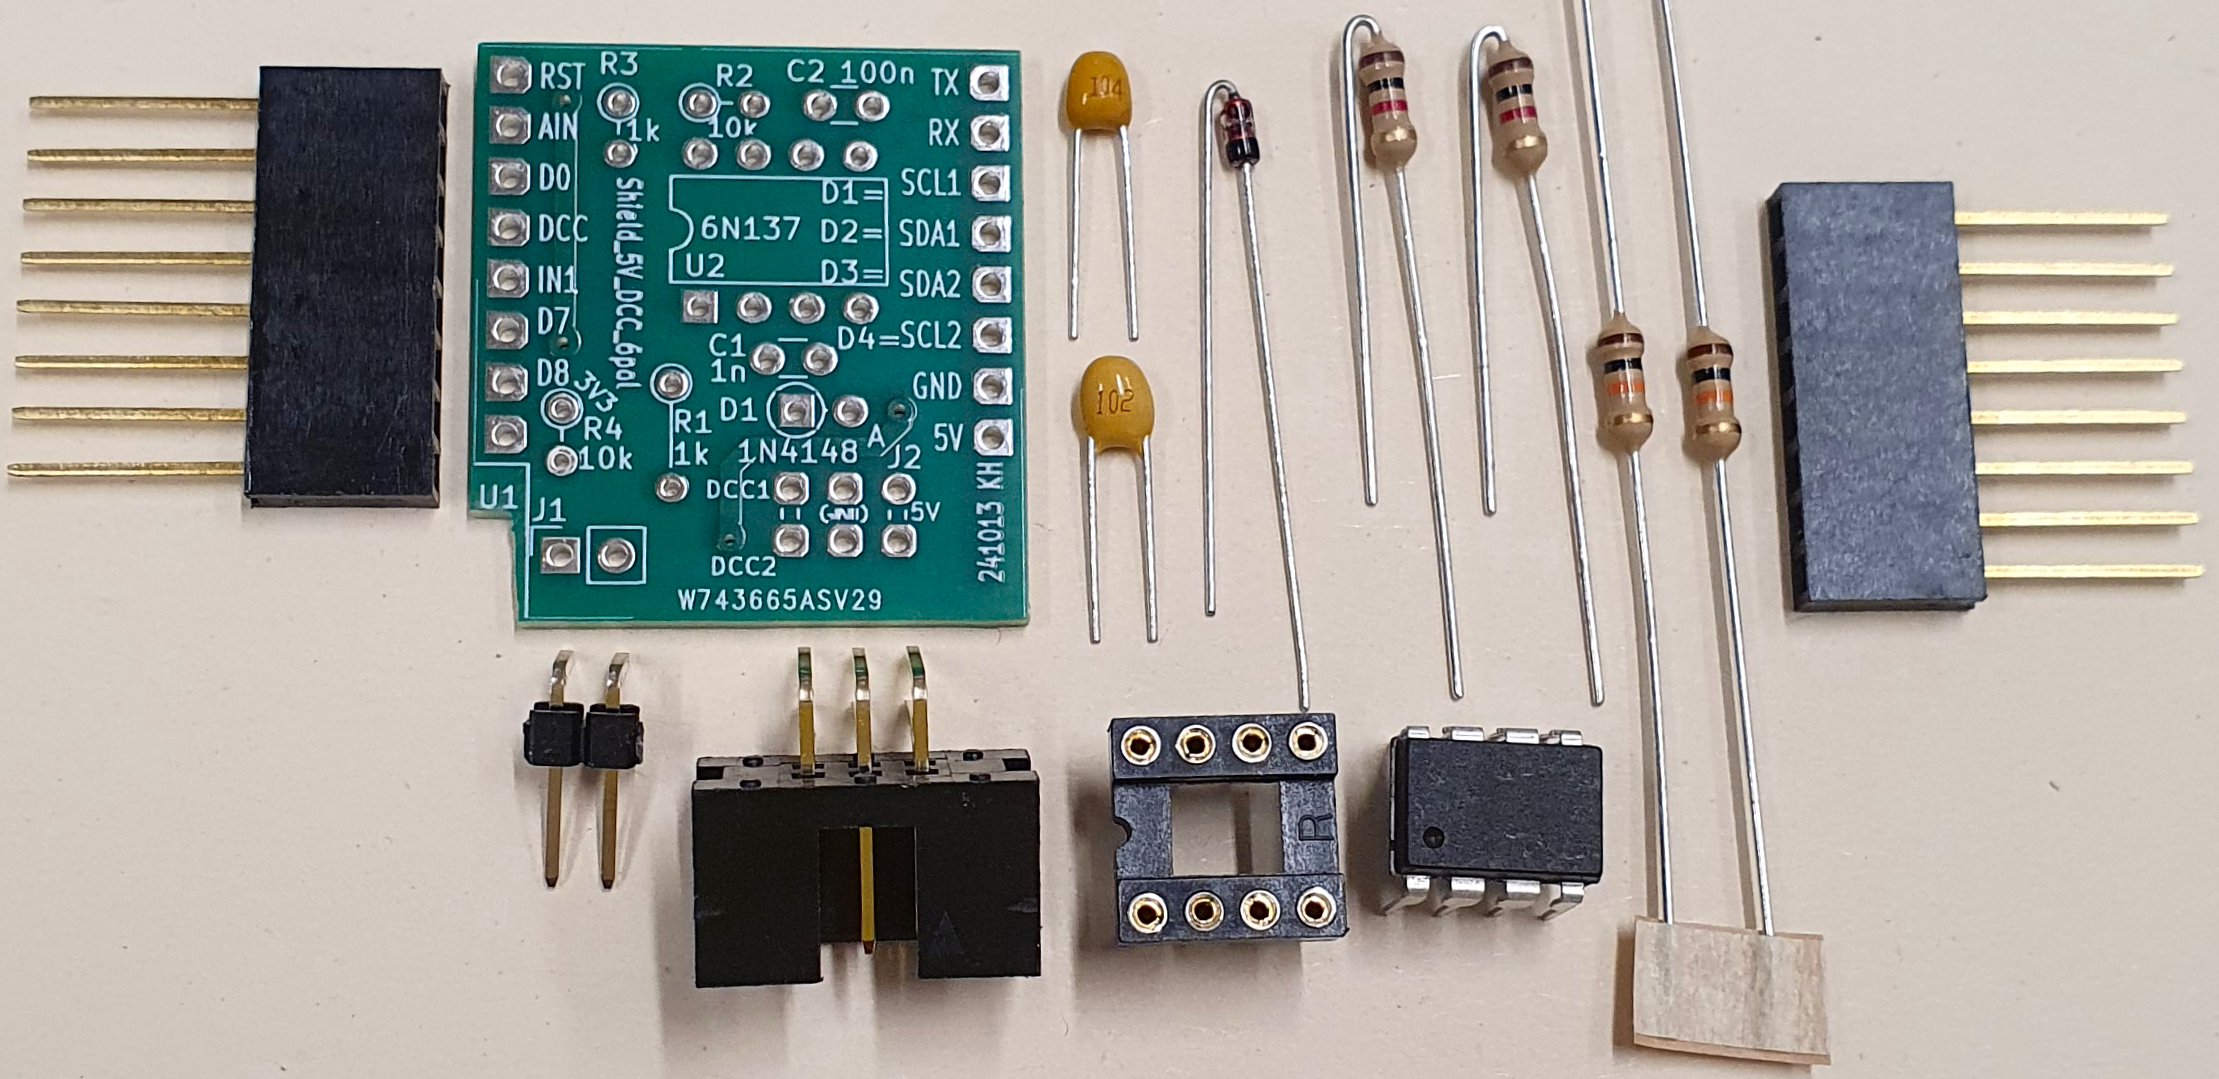 RST
R3
R2
C2 100n
TX
AIN
1k
10k
RX
D0
Shield_5V_DCC_6pol
D1=
SCL1
DCC
6N137
D2=
SDA1
IN1
U2
D3=
SDA2
D7
C1
D4=SCL2
1n
D8
3V3
D1
GND
R4
R1
A
5V
10k
1k
1N4148
J2
U1
J1
DCC1
5V
DCC2
241013 KH
W743665ASV29
104
102
R